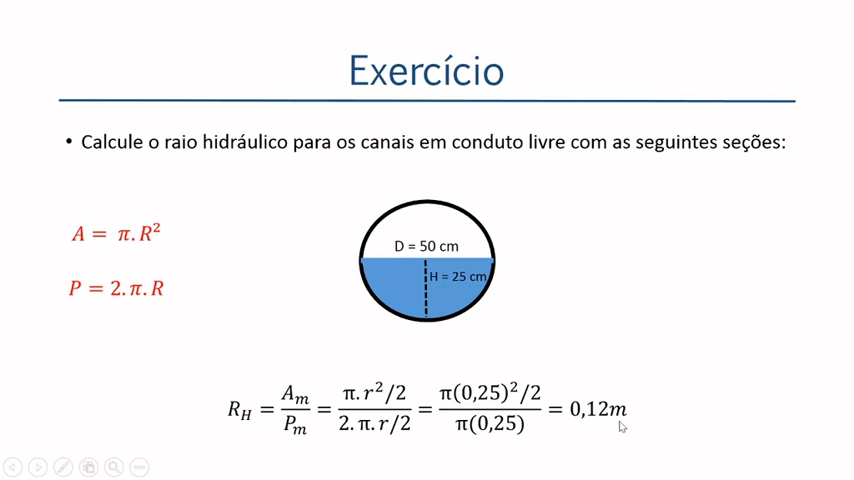 Exercício
• Calcule o raio hidráulico para os canais em conduto livre com as seguintes seções:
A = π.R²
D = 50 cm
H = 25 cm
P = 2.π.R
R_H = A_m/P_m = (π.r²/2)/(2.π.r/2) = (π(0,25)²/2)/(π(0,25)) = 0,12m